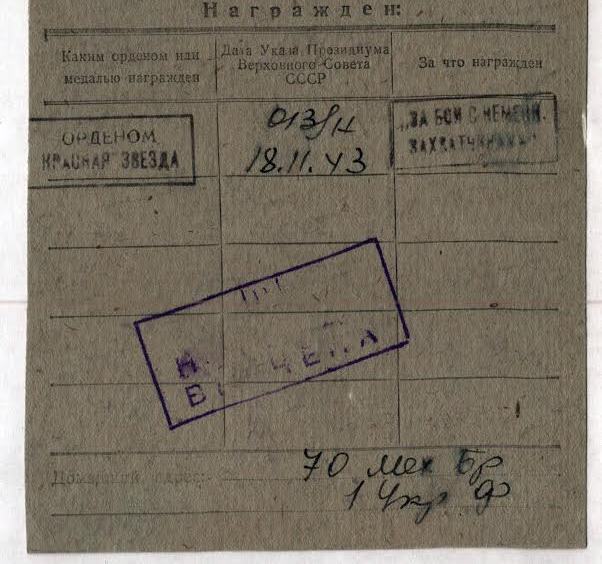 Награжден:
Каким орденом или
медалью награжден
Дата Указа Президиума
Верховного Совета
СССР
За что награжден
ОРДЕНОМ
КРАСНАЯ ЗВЕЗДА
013/н
18.11.43
„ЗА БОИ С НЕМЕЦК.
ЗАХВАТЧИКАМИ"
Домашний адрес:
70 мех Бр
1 Укр Ф